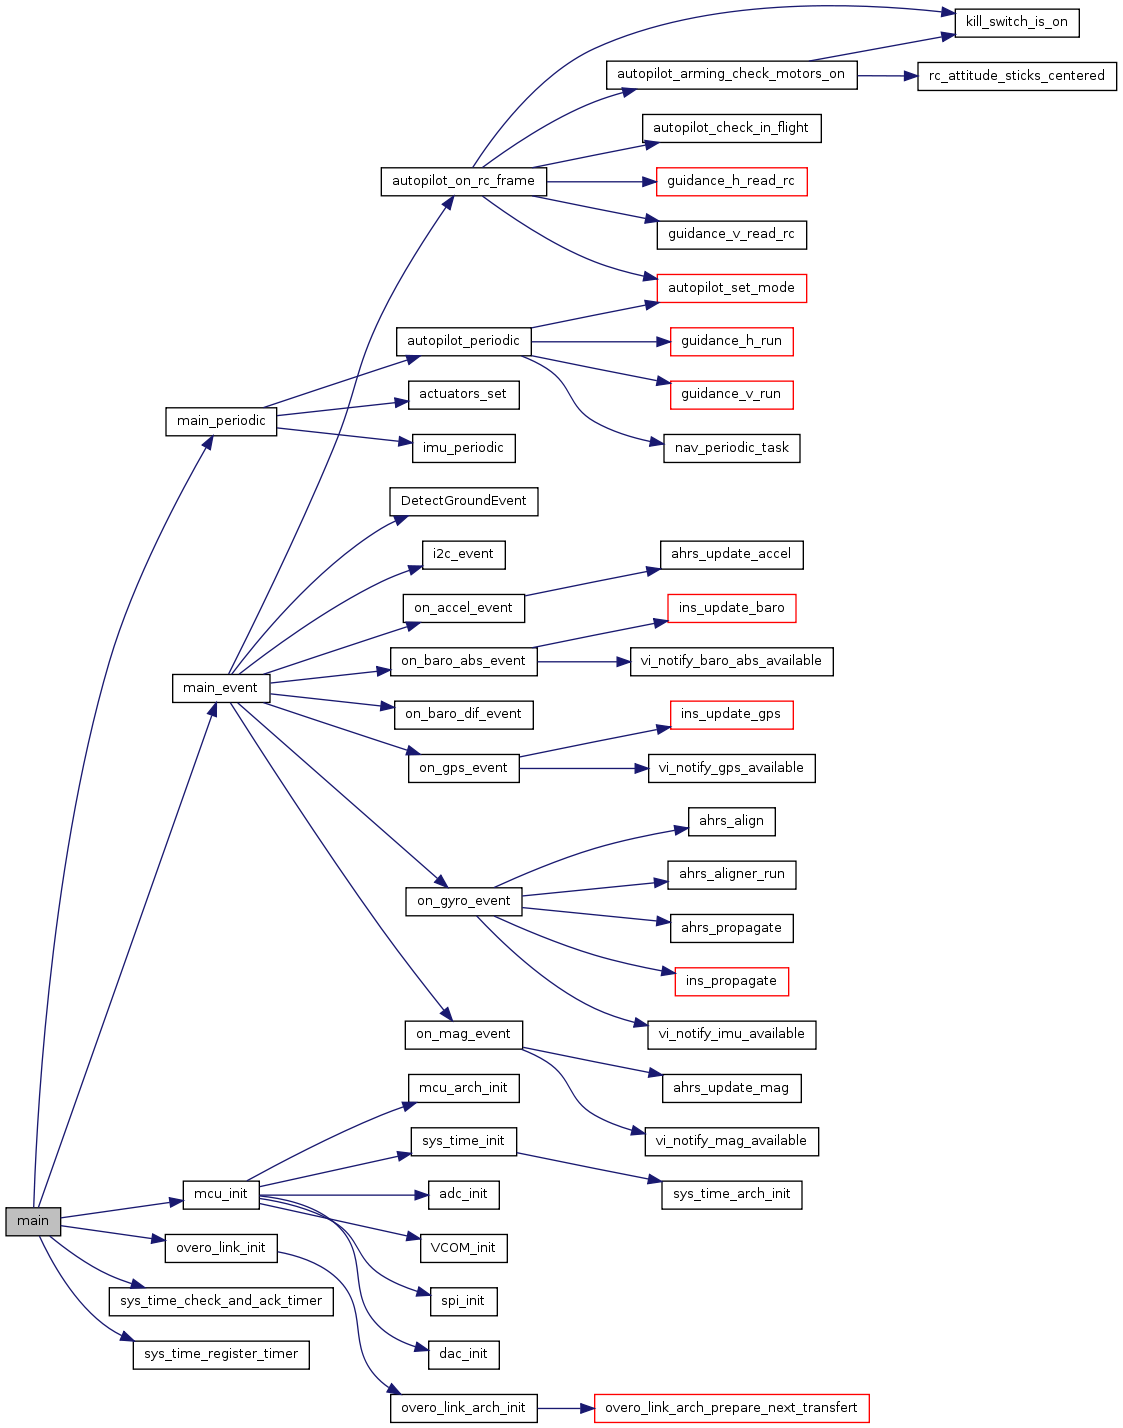 kill_switch_is_on
autopilot_arming_check_motors_on
rc_attitude_sticks_centered
autopilot_check_in_flight
autopilot_on_rc_frame
guidance_h_read_rc
guidance_v_read_rc
autopilot_set_mode
autopilot_periodic
guidance_h_run
actuators_set
guidance_v_run
main_periodic
imu_periodic
nav_periodic_task
DetectGroundEvent
i2c_event
ahrs_update_accel
on_accel_event
ins_update_baro
on_baro_abs_event
vi_notify_baro_abs_available
main_event
on_baro_dif_event
ins_update_gps
on_gps_event
vi_notify_gps_available
ahrs_align
ahrs_aligner_run
on_gyro_event
ahrs_propagate
ins_propagate
on_mag_event
vi_notify_imu_available
mcu_arch_init
ahrs_update_mag
sys_time_init
vi_notify_mag_available
mcu_init
adc_init
sys_time_arch_init
main
overo_link_init
VCOM_init
sys_time_check_and_ack_timer
spi_init
sys_time_register_timer
dac_init
overo_link_arch_init
overo_link_arch_prepare_next_transfert